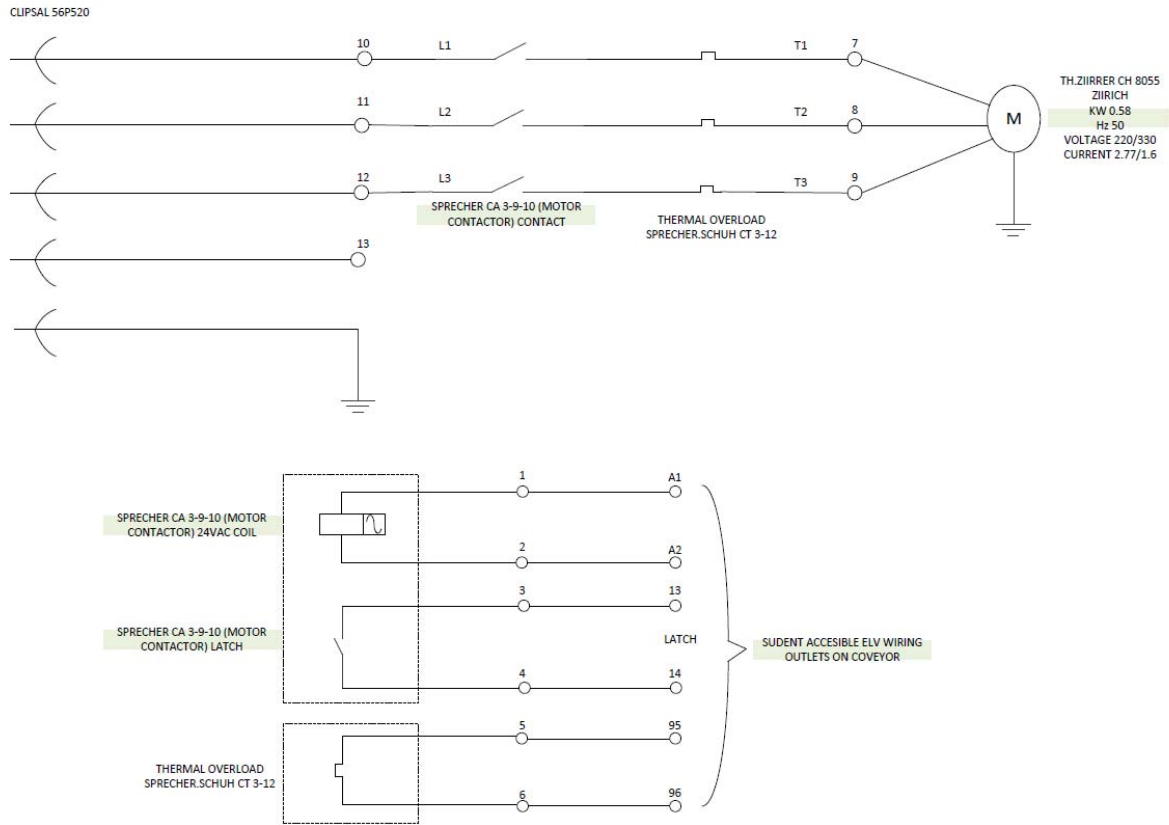 CLIPSAL 56P520
10
L1
T1
7
11
L2
T2
8
12
L3
T3
9
13
M
TH.ZIIRRER CH 8055
ZIIRICH
KW 0.58
Hz 50
VOLTAGE 220/330
CURRENT 2.77/1.6
SPRECHER CA 3-9-10 (MOTOR
CONTACTOR) CONTACT
THERMAL OVERLOAD
SPRECHER.SCHUH CT 3-12
SPRECHER CA 3-9-10 (MOTOR
CONTACTOR) 24VAC COIL
1
A1
2
A2
3
13
SPRECHER CA 3-9-10 (MOTOR
CONTACTOR) LATCH
LATCH
4
14
SUDENT ACCESIBLE ELV WIRING
OUTLETS ON COVEYOR
5
95
THERMAL OVERLOAD
SPRECHER.SCHUH CT 3-12
6
96